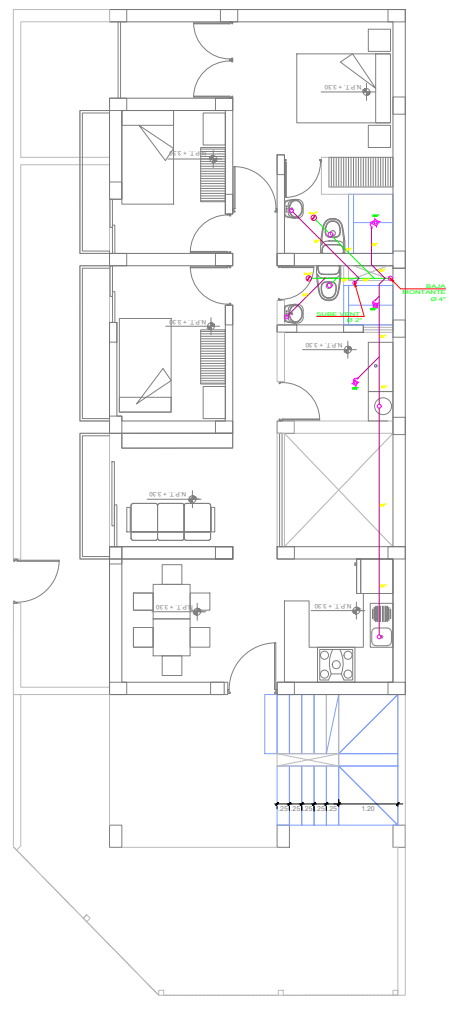 N.P.T. + 3.30
N.P.T. + 3.30
BAJA
MONTANTE
Ø 4"
SUBE VENT.
Ø 2"
N.P.T. + 3.30
N.P.T. + 3.30
N.P.T. + 3.30
N.P.T. + 3.30
N.P.T. + 3.30
.25 .25 .25 .25 .25 1.20